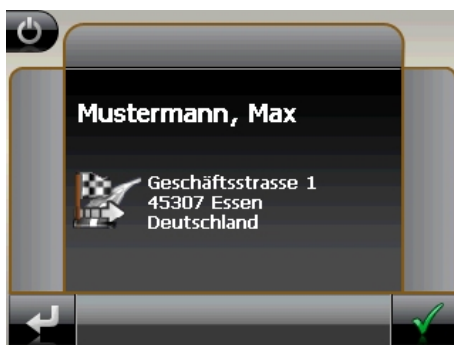 Mustermann, Max
Geschäftsstrasse 1
45307 Essen
Deutschland